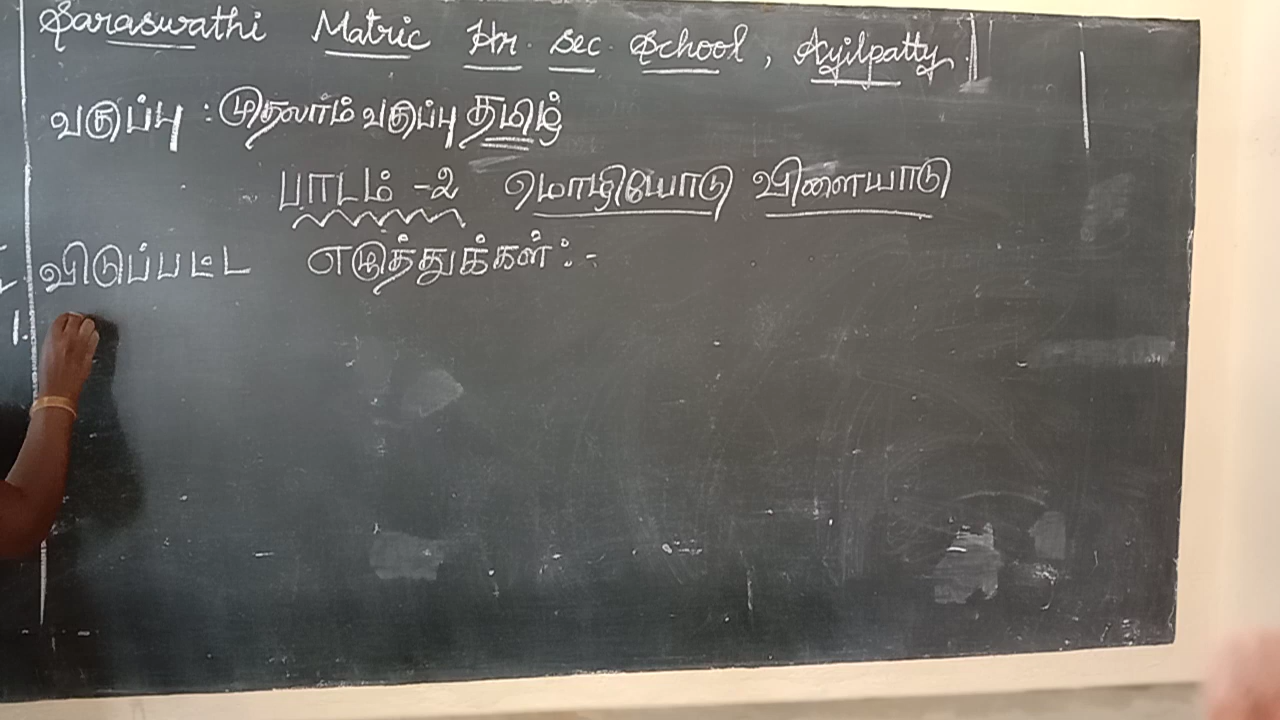 Saraswathi Matric Hr. Sec. School, Ayilpatty.
வகுப்பு : முதலாம் வகுப்பு தமிழ்
பாடம் -2 மொழியோடு விளையாடு
விடுப்பட்ட எழுத்துக்கள் :-
1.